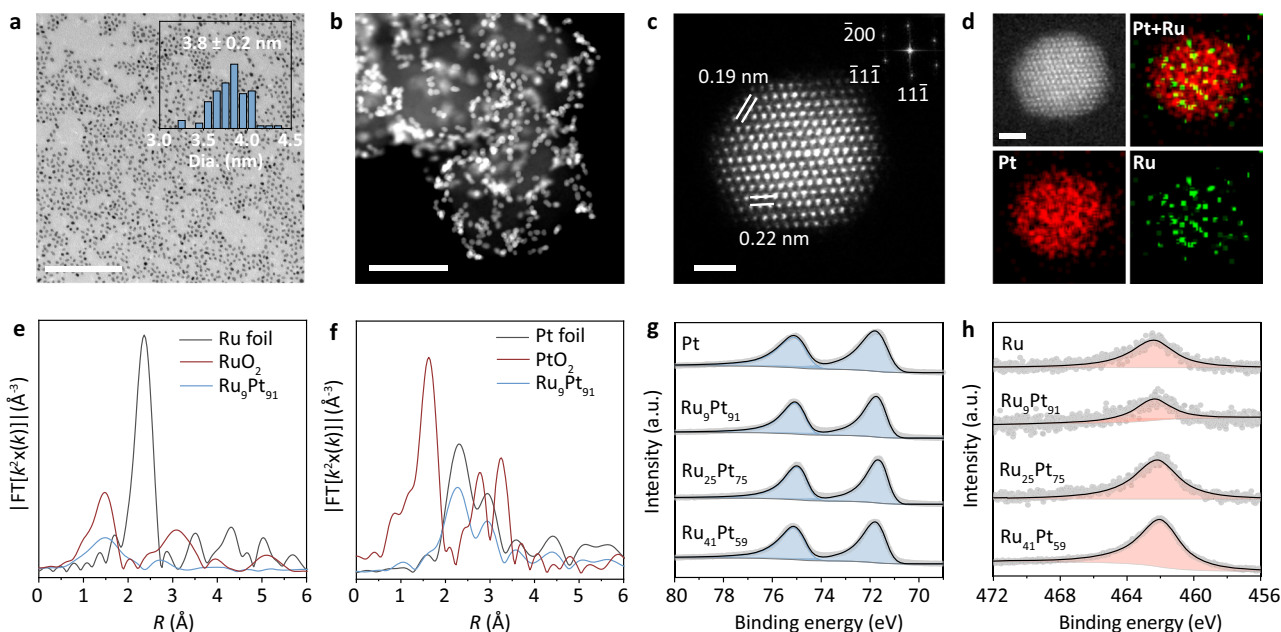 a
3.8 ± 0.2 nm
3.0 3.5 4.0 4.5
Dia. (nm)
b
c
0.19 nm
0.22 nm
2̅00
1̅11̅
111̅
d
Pt+Ru
Pt
Ru
e
|FT[k²x(k)]| (Å⁻³)
Ru foil
RuO₂
Ru₉Pt₉₁
0 1 2 3 4 5 6
R (Å)
f
|FT[k²x(k)]| (Å⁻³)
Pt foil
PtO₂
Ru₉Pt₉₁
0 1 2 3 4 5 6
R (Å)
g
Intensity (a.u.)
Pt
Ru₉Pt₉₁
Ru₂₅Pt₇₅
Ru₄₁Pt₅₉
80 78 76 74 72 70
Binding energy (eV)
h
Intensity (a.u.)
Ru
Ru₉Pt₉₁
Ru₂₅Pt₇₅
Ru₄₁Pt₅₉
472 468 464 460 456
Binding energy (eV)